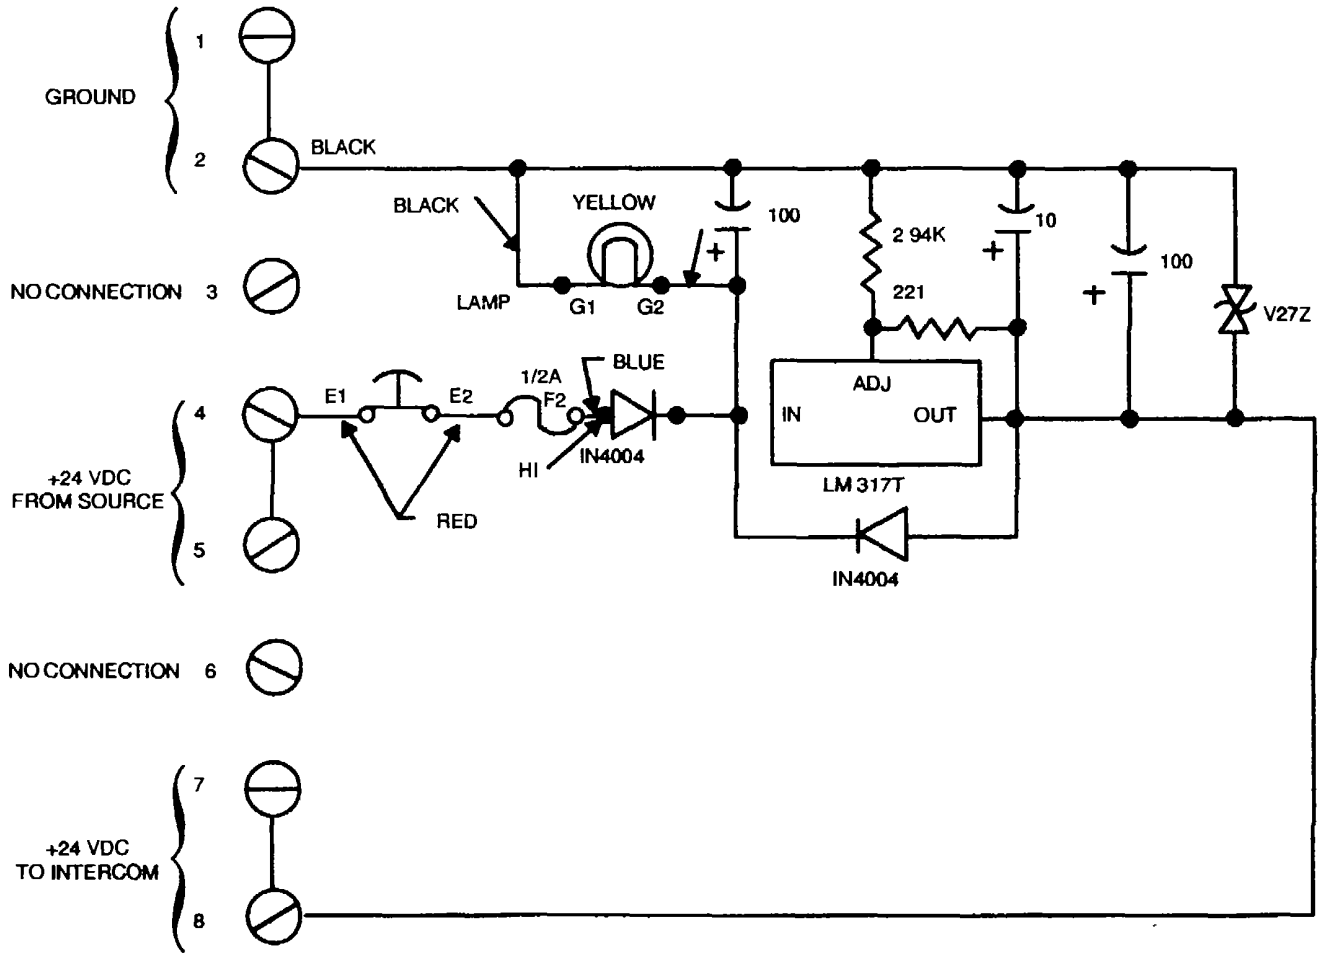 1
GROUND
2
BLACK
BLACK
YELLOW
100
+
2 94K
10
+
100
+
NO CONNECTION 3
LAMP
G1
G2
221
V27Z
BLUE
1/2A
E1
E2
F2
ADJ
IN
OUT
4
HI
IN4004
LM 317T
+24 VDC
FROM SOURCE
RED
5
IN4004
NO CONNECTION 6
7
+24 VDC
TO INTERCOM
8